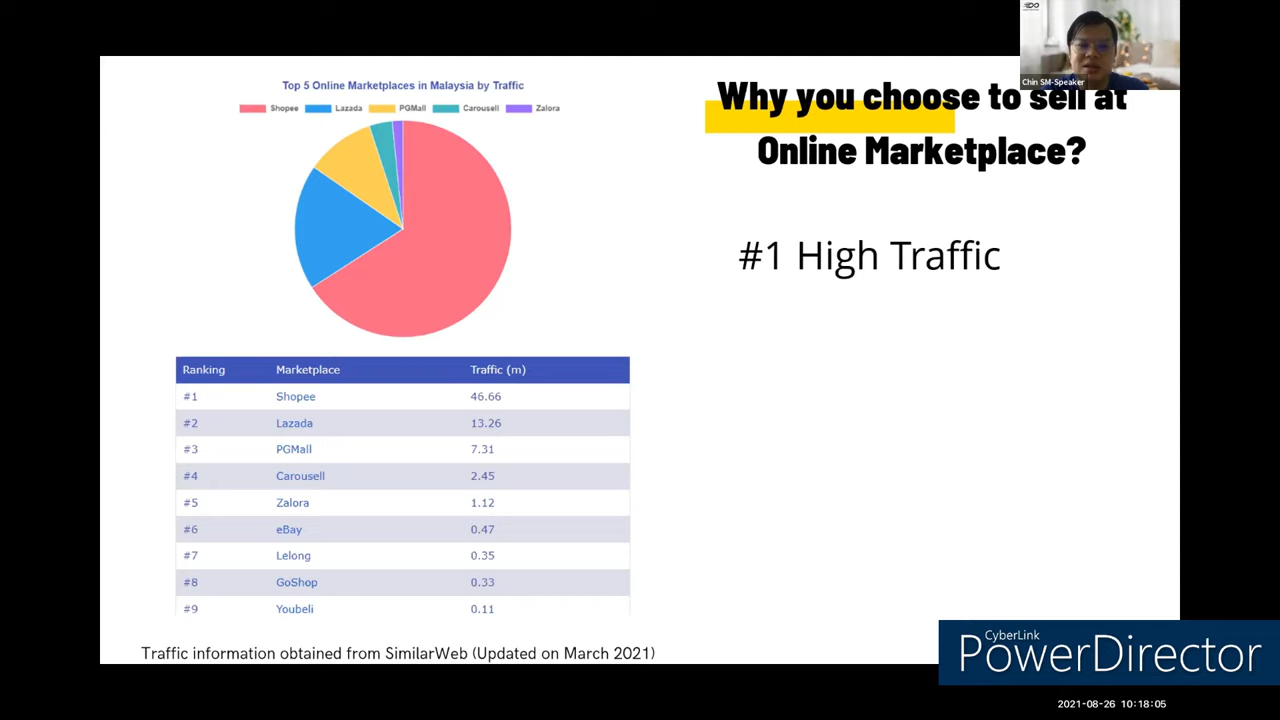 Chin SM-Speaker
Top 5 Online Marketplaces in Malaysia by Traffic
Shopee Lazada PGMall Carousell Zalora
Why you choose to sell at
Online Marketplace?
#1 High Traffic
Ranking Marketplace Traffic (m)
#1 Shopee 46.66
#2 Lazada 13.26
#3 PGMall 7.31
#4 Carousell 2.45
#5 Zalora 1.12
#6 eBay 0.47
#7 Lelong 0.35
#8 GoShop 0.33
#9 Youbeli 0.11
Traffic information obtained from SimilarWeb (Updated on March 2021)
CyberLink
PowerDirector
2021-08-26 10:18:05